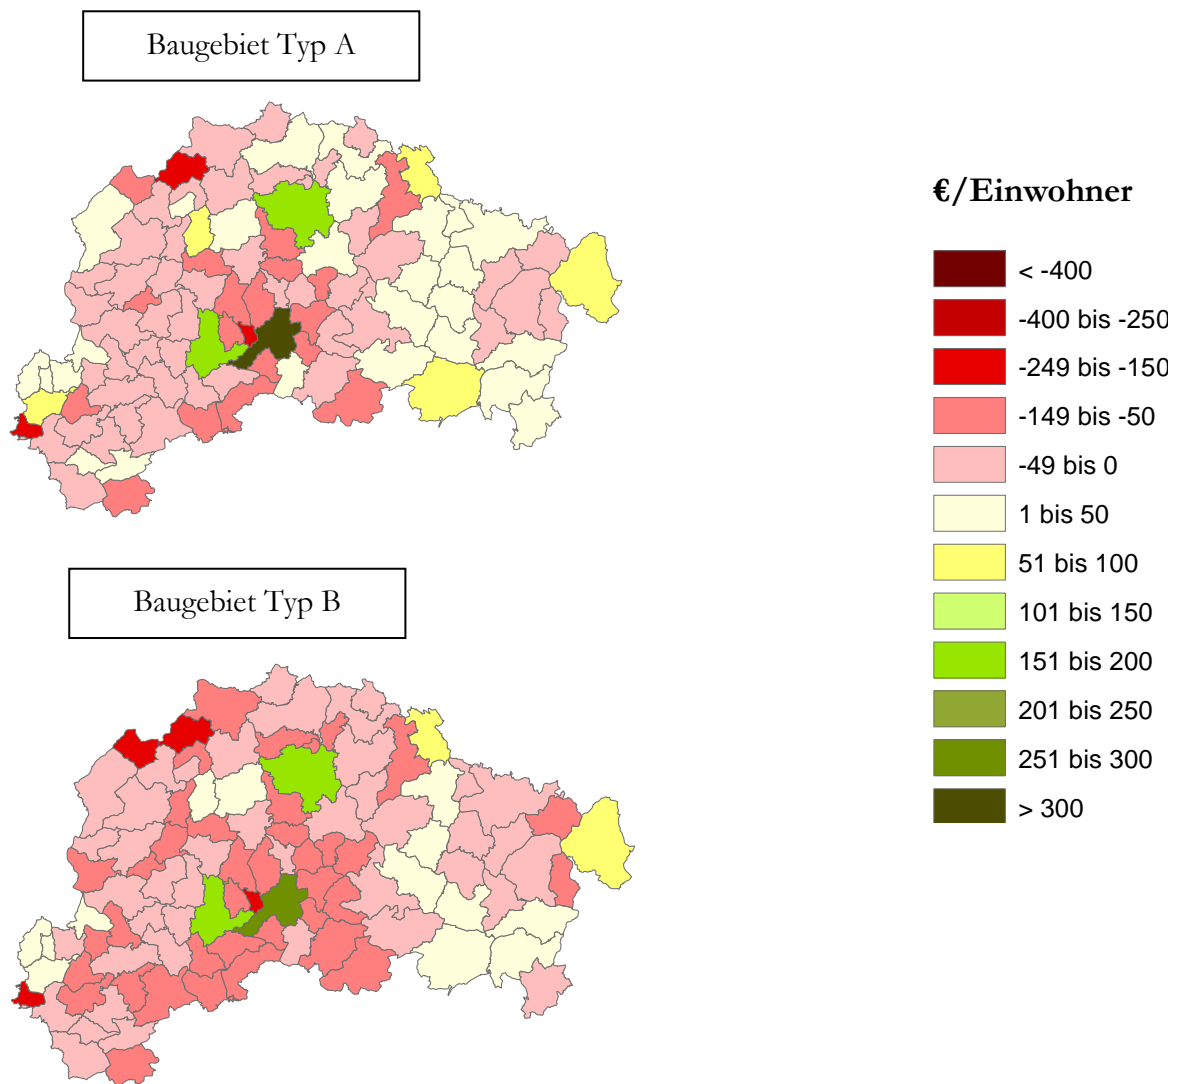 Baugebiet Typ A
€/Einwohner
< -400
-400 bis -250
-249 bis -150
-149 bis -50
-49 bis 0
1 bis 50
51 bis 100
101 bis 150
151 bis 200
201 bis 250
251 bis 300
> 300
Baugebiet Typ B